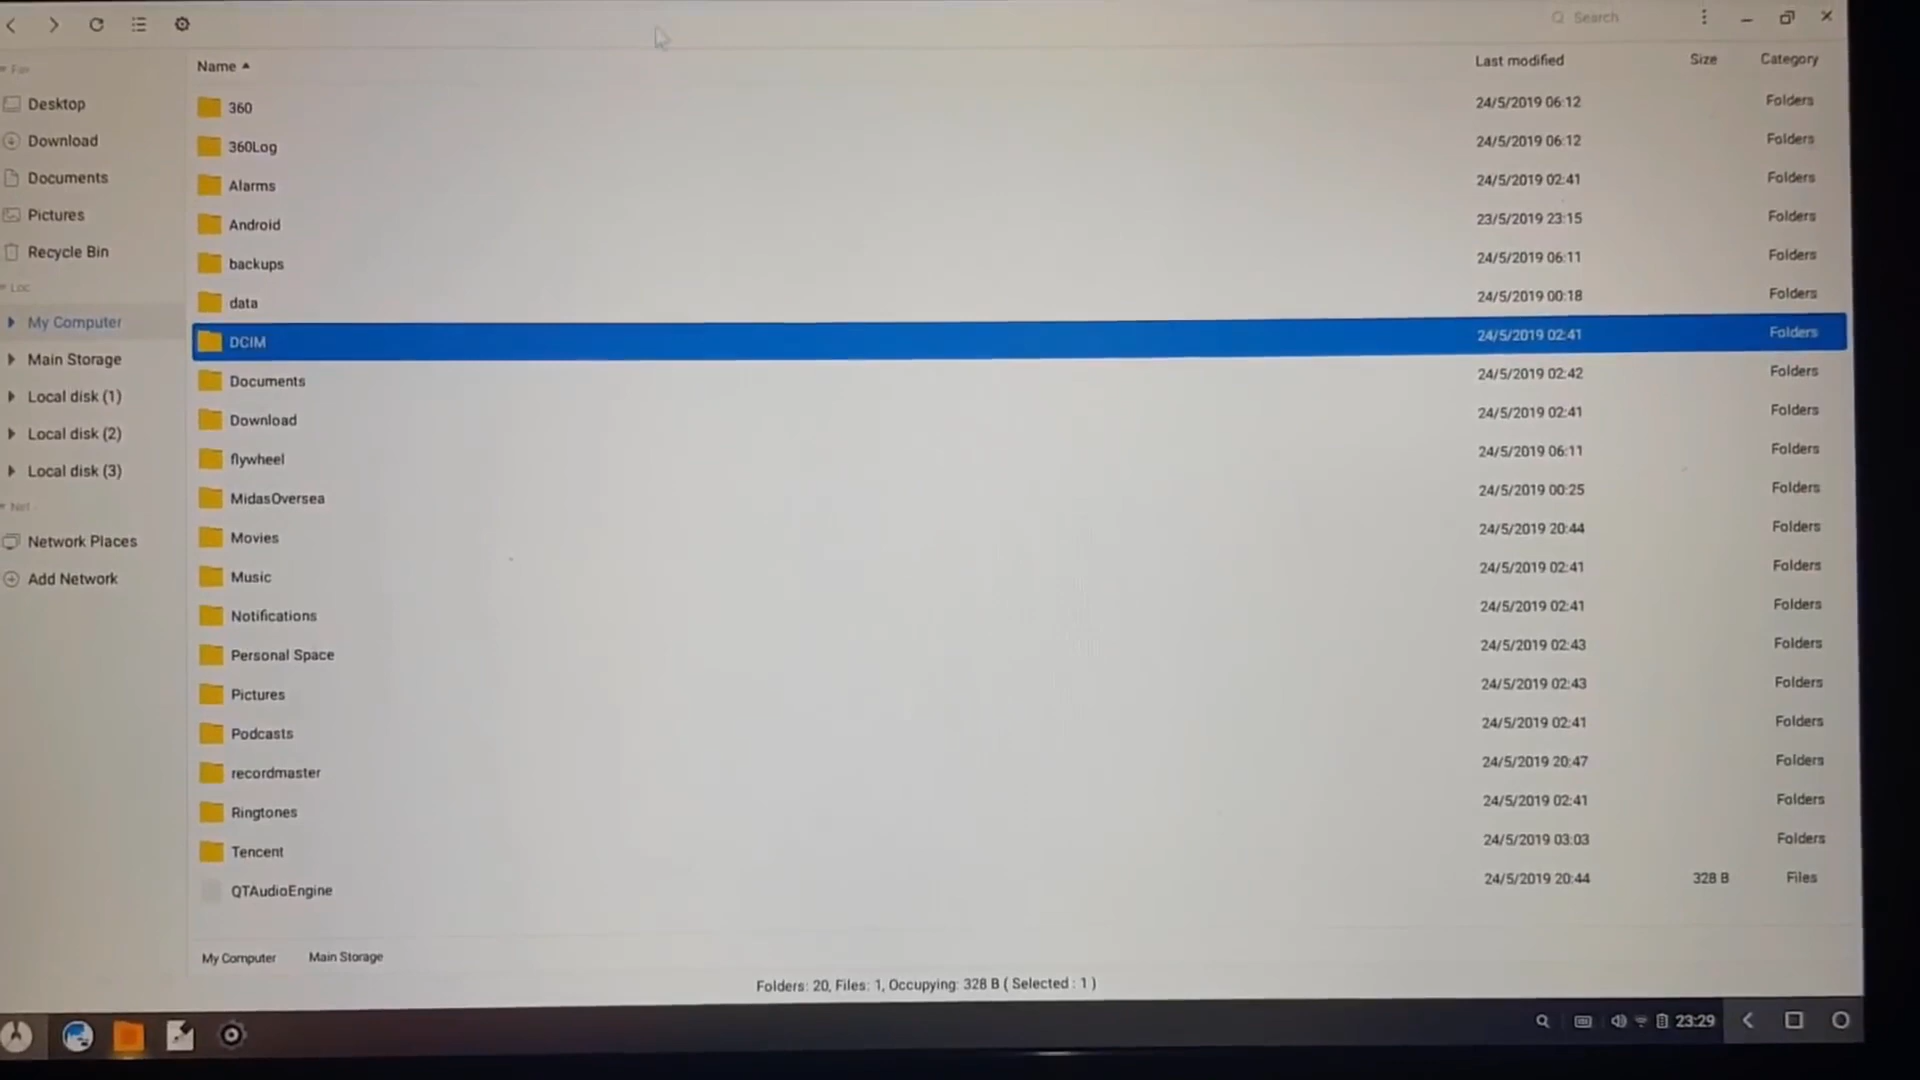 Search
Fav
Desktop
Download
Documents
Pictures
Recycle Bin
Loc
My Computer
Main Storage
Local disk (1)
Local disk (2)
Local disk (3)
Net
Network Places
Add Network
Name Last modified Size Category
360 24/5/2019 06:12 Folders
360Log 24/5/2019 06:12 Folders
Alarms 24/5/2019 02:41 Folders
Android 23/5/2019 23:15 Folders
backups 24/5/2019 06:11 Folders
data 24/5/2019 00:18 Folders
DCIM 24/5/2019 02:41 Folders
Documents 24/5/2019 02:42 Folders
Download 24/5/2019 02:41 Folders
flywheel 24/5/2019 06:11 Folders
MidasOversea 24/5/2019 00:25 Folders
Movies 24/5/2019 20:44 Folders
Music 24/5/2019 02:41 Folders
Notifications 24/5/2019 02:41 Folders
Personal Space 24/5/2019 02:43 Folders
Pictures 24/5/2019 02:43 Folders
Podcasts 24/5/2019 02:41 Folders
recordmaster 24/5/2019 20:47 Folders
Ringtones 24/5/2019 02:41 Folders
Tencent 24/5/2019 03:03 Folders
QTAudioEngine 24/5/2019 20:44 328 B Files
My Computer Main Storage
Folders: 20, Files: 1, Occupying: 328 B ( Selected : 1 )
23:29